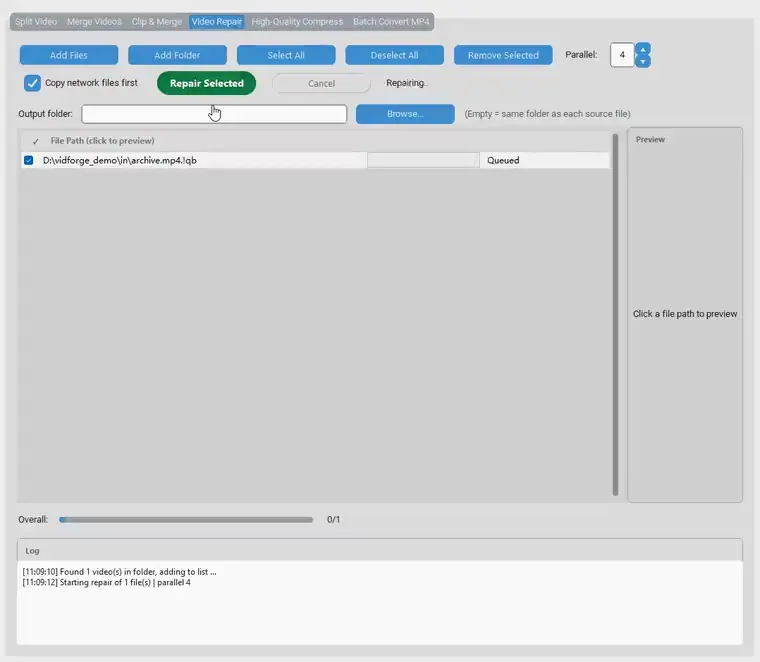 Split Video Merge Videos Clip & Merge Video Repair High-Quality Compress Batch Convert MP4
Add Files Add Folder Select All Deselect All Remove Selected Parallel: 4
Copy network files first Repair Selected Cancel Repairing..
Output folder: Browse... (Empty = same folder as each source file)
✓ File Path (click to preview) Preview
D:\vidforge_demo\in\archive.mp4.!qb Queued
Click a file path to preview
Overall: 0/1
Log
[11:09:10] Found 1 video(s) in folder, adding to list ...
[11:09:12] Starting repair of 1 file(s) | parallel 4